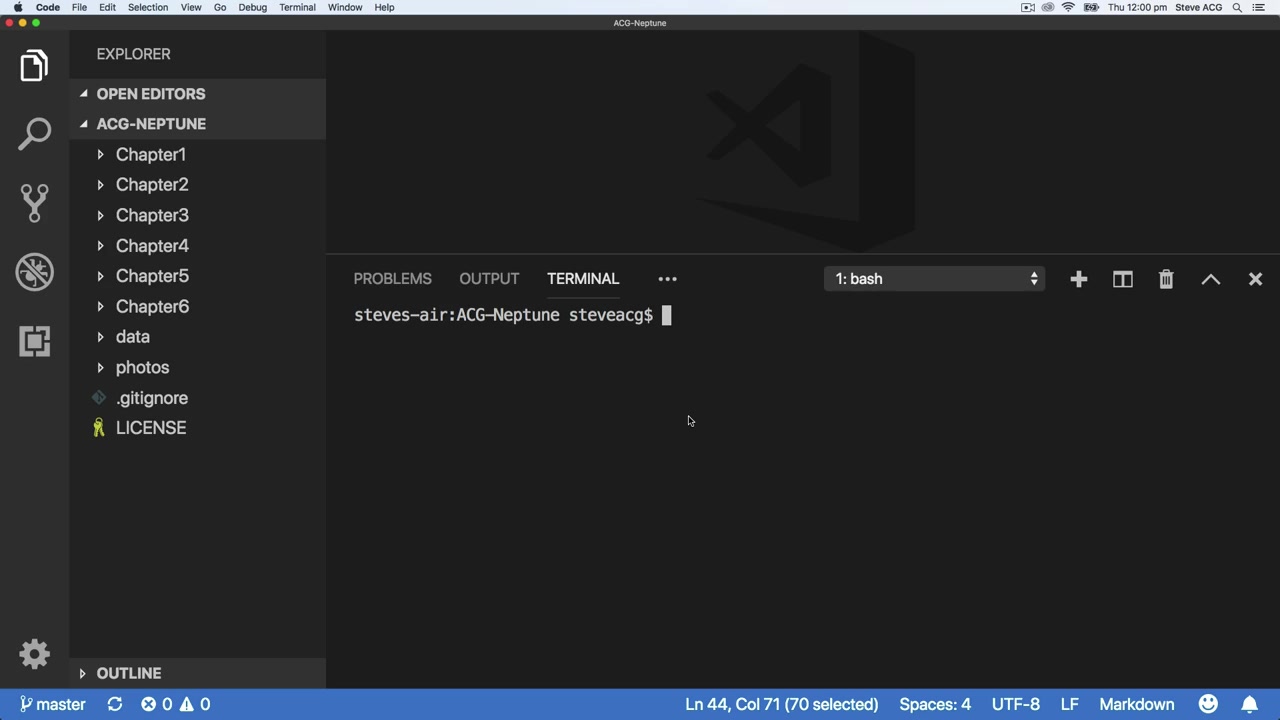 Code File Edit Selection View Go Debug Terminal Window Help Thu 12:00 pm Steve ACG
ACG-Neptune
EXPLORER
OPEN EDITORS
ACG-NEPTUNE
Chapter1
Chapter2
Chapter3
Chapter4
Chapter5
Chapter6
data
photos
.gitignore
LICENSE
OUTLINE
PROBLEMS OUTPUT TERMINAL ••• 1: bash
steves-air:ACG-Neptune steveacg$
master 0 0 Ln 44, Col 71 (70 selected) Spaces: 4 UTF-8 LF Markdown